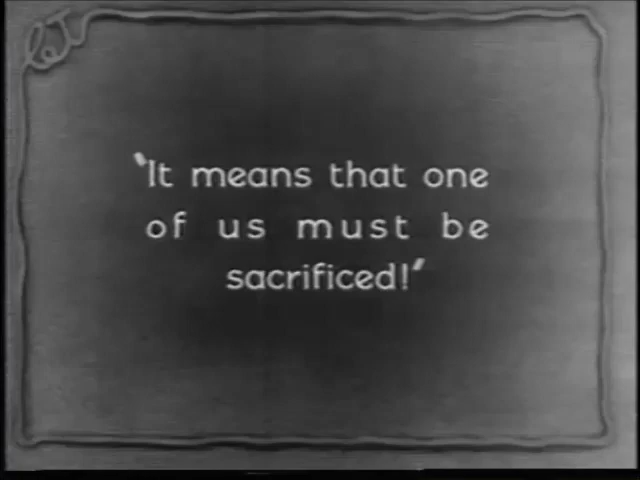 "It means that one
of us must be
sacrificed!"